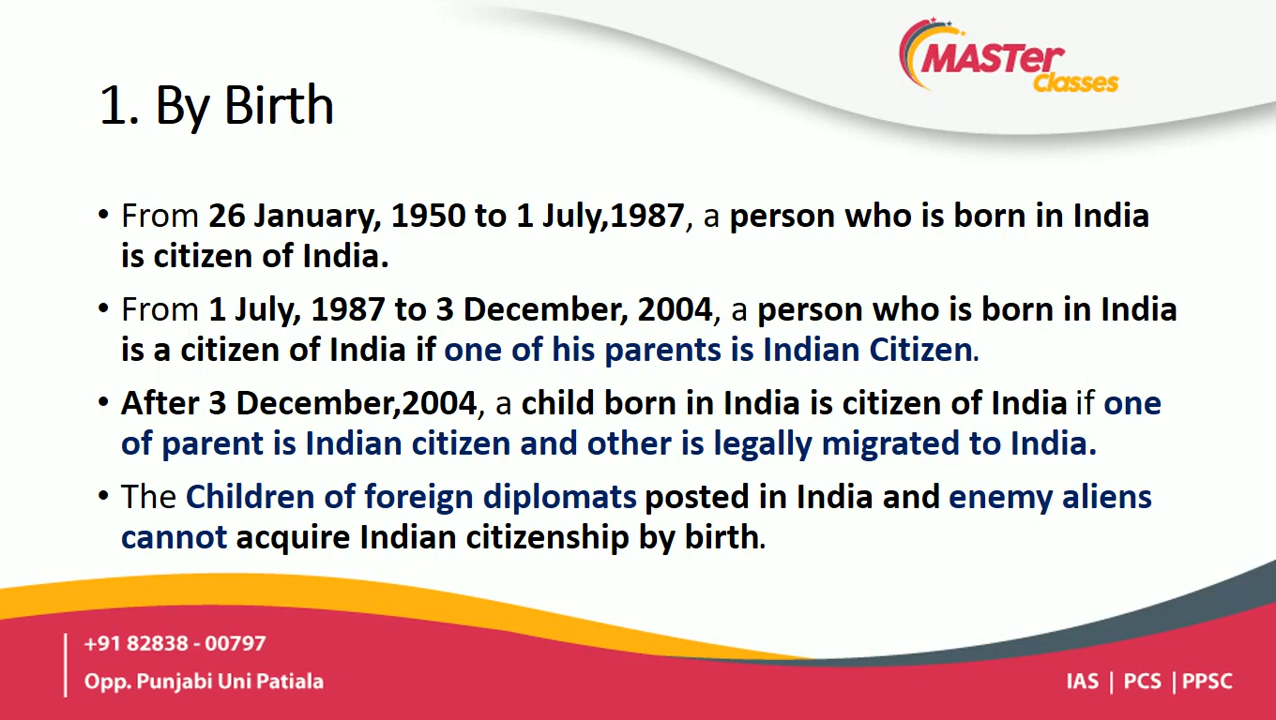 MASTer
Classes
1. By Birth
• From 26 January, 1950 to 1 July,1987, a person who is born in India
is citizen of India.
• From 1 July, 1987 to 3 December, 2004, a person who is born in India
is a citizen of India if one of his parents is Indian Citizen.
• After 3 December,2004, a child born in India is citizen of India if one
of parent is Indian citizen and other is legally migrated to India.
• The Children of foreign diplomats posted in India and enemy aliens
cannot acquire Indian citizenship by birth.
+91 82838 - 00797
Opp. Punjabi Uni Patiala
IAS | PCS | PPSC